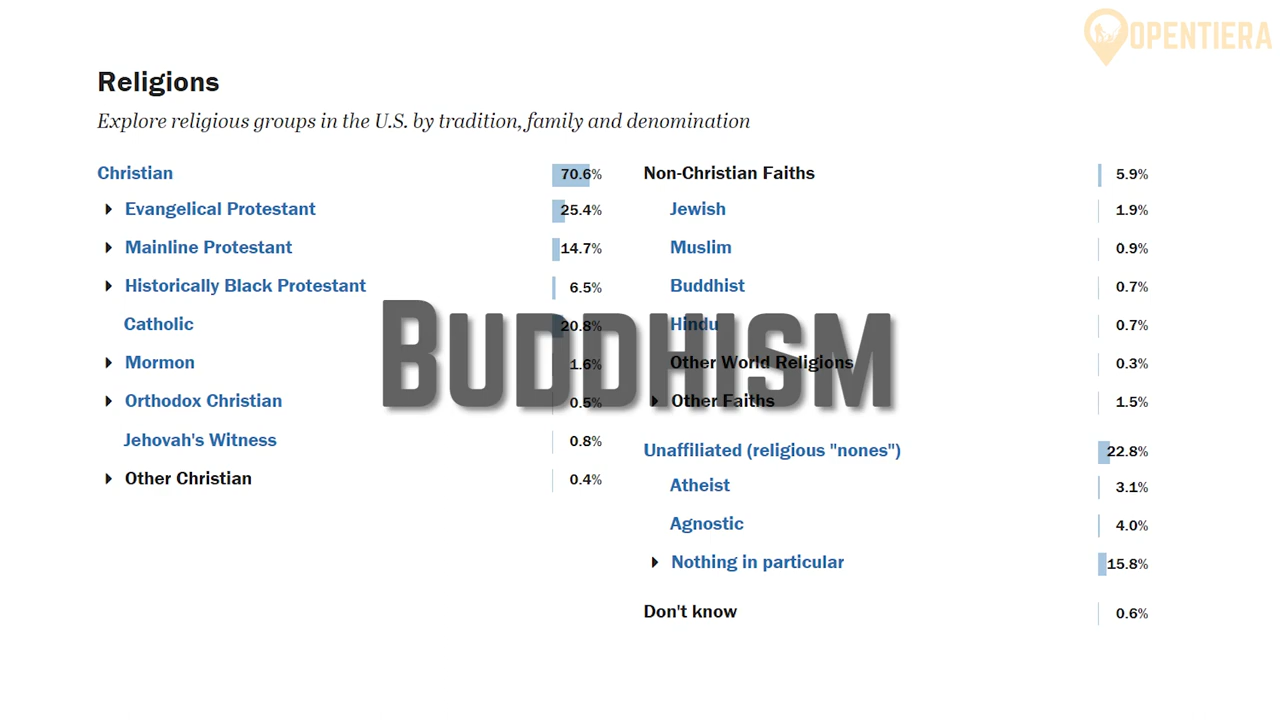 OPENTIERA
Religions
Explore religious groups in the U.S. by tradition, family and denomination
Christian 70.6%
Evangelical Protestant 25.4%
Mainline Protestant 14.7%
Historically Black Protestant 6.5%
Catholic 20.8%
Mormon 1.6%
Orthodox Christian 0.5%
Jehovah's Witness 0.8%
Other Christian 0.4%
Non-Christian Faiths 5.9%
Jewish 1.9%
Muslim 0.9%
Buddhist 0.7%
Hindu 0.7%
Other World Religions 0.3%
Other Faiths 1.5%
Unaffiliated (religious "nones") 22.8%
Atheist 3.1%
Agnostic 4.0%
Nothing in particular 15.8%
Don't know 0.6%
BUDDHISM